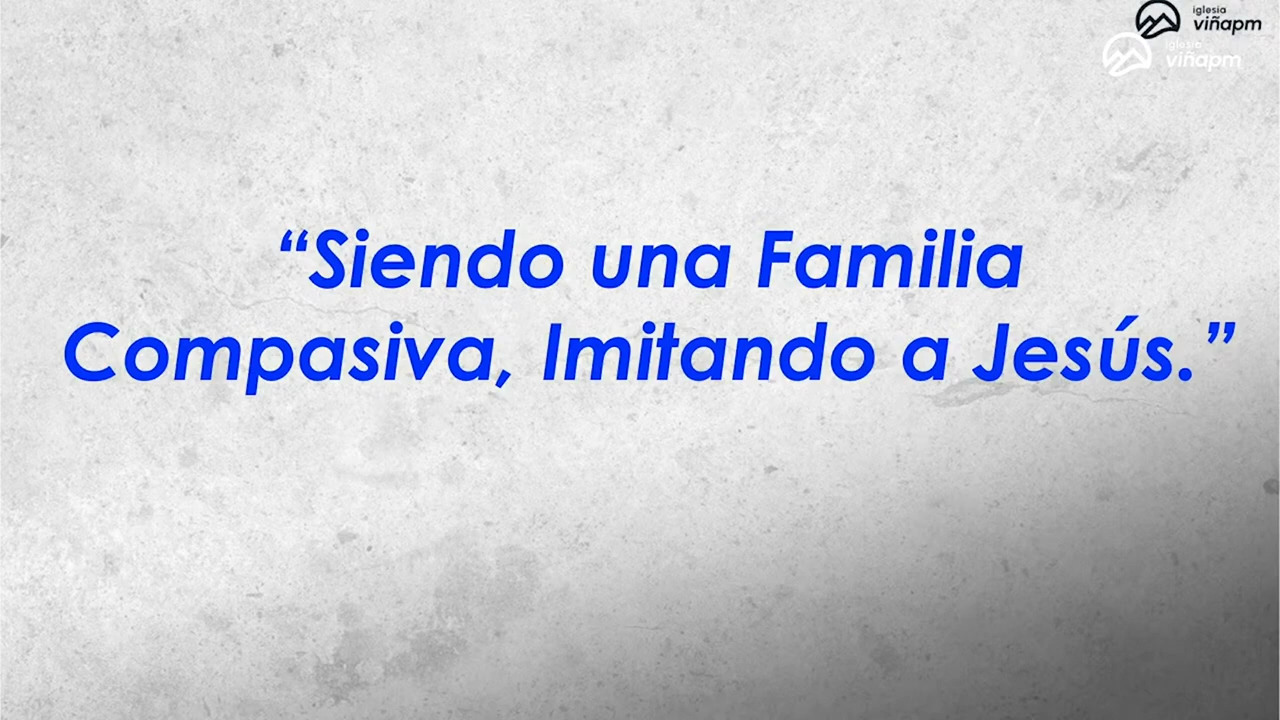 iglesia
viñapm
iglesia
viñapm
“Siendo una Familia
Compasiva, Imitando a Jesús.”